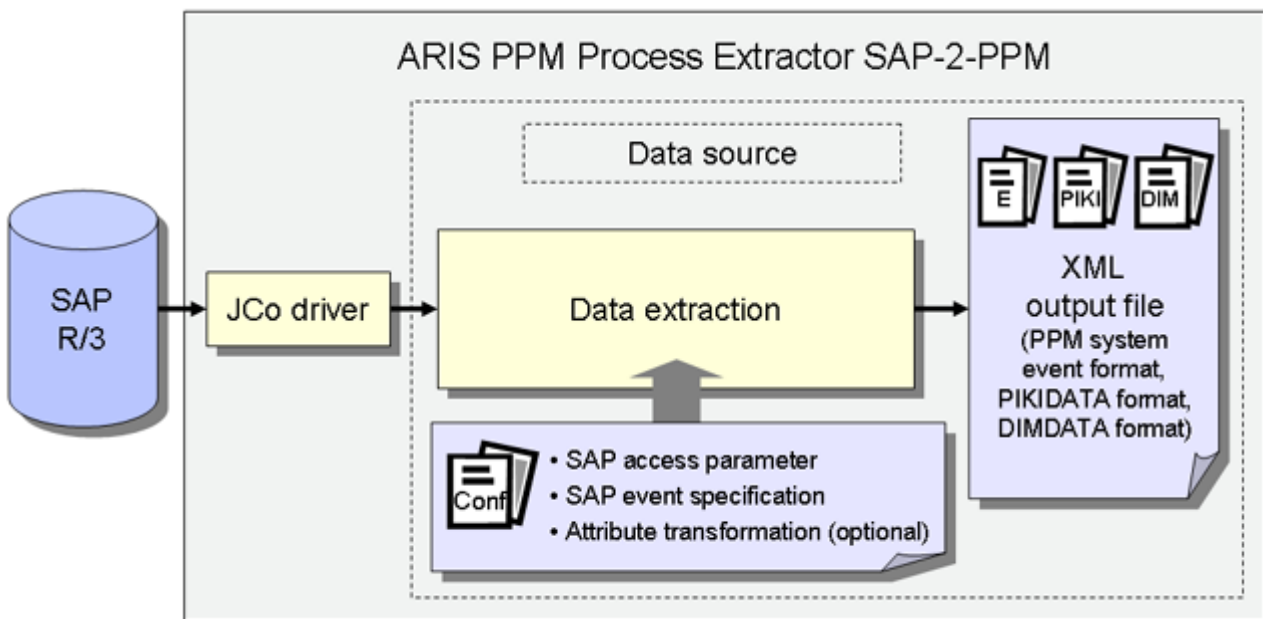 ARIS PPM Process Extractor SAP-2-PPM
Data source
E
PIKI
DIM
XML
output file
(PPM system
event format,
PIKIDATA format,
DIMDATA format)
SAP
R/3
JCo driver
Data extraction
Conf
• SAP access parameter
• SAP event specification
• Attribute transformation (optional)